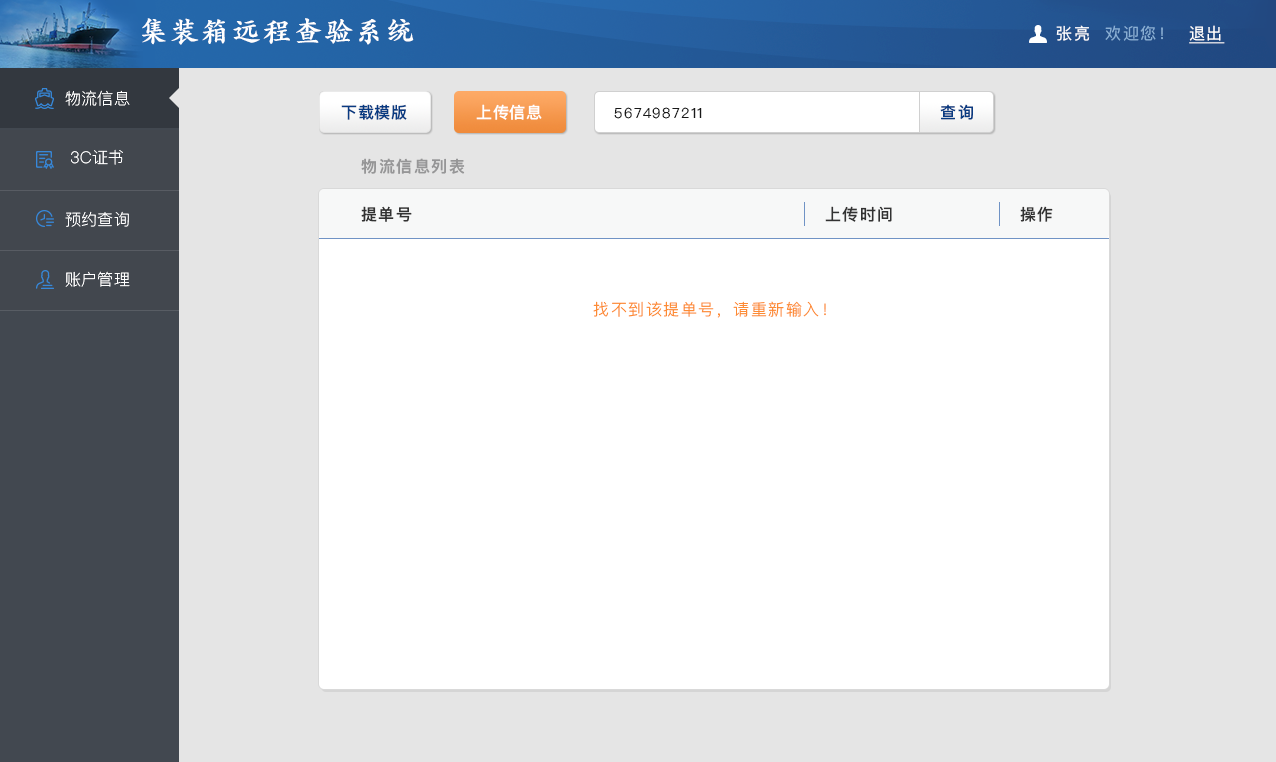 集装箱远程查验系统
张亮 欢迎您！ 退出
物流信息
3C证书
预约查询
账户管理
下载模版 上传信息 5674987211 查询
物流信息列表
提单号 上传时间 操作
找不到该提单号，请重新输入！